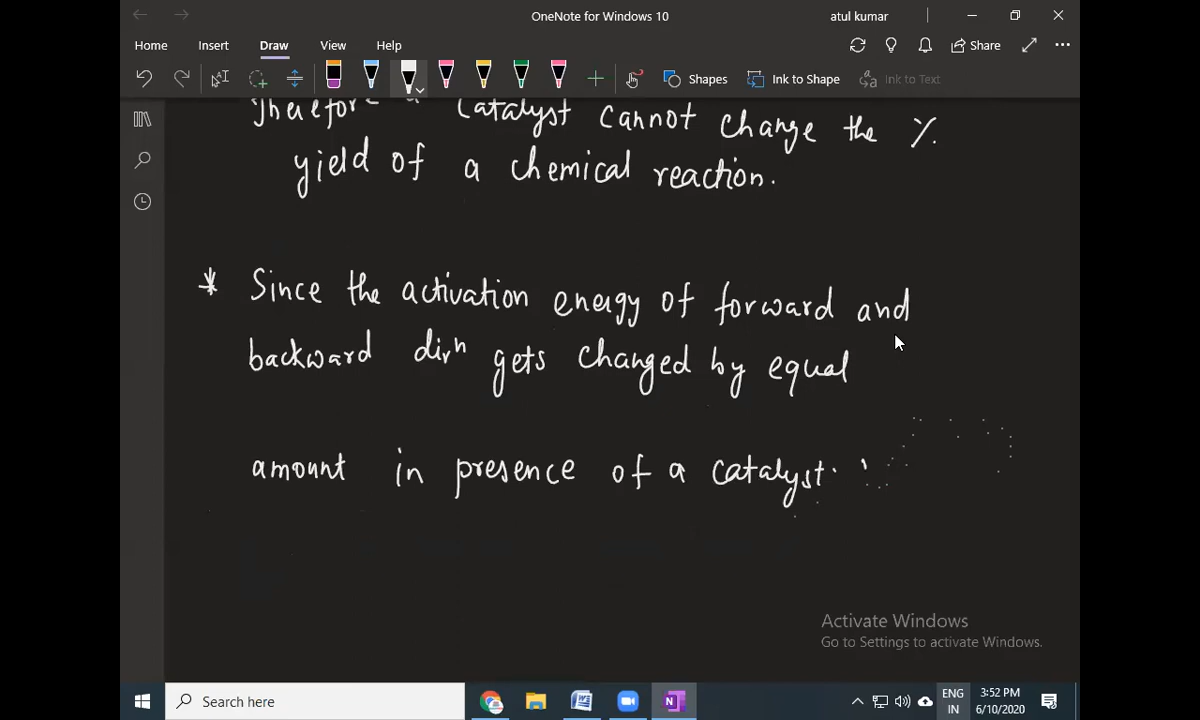 OneNote for Windows 10
atul kumar
Home Insert Draw View Help
Share
Shapes
Ink to Shape
Ink to Text
Therefore a Catalyst cannot change the %
yield of a chemical reaction.
* Since the activation energy of forward and
backward dirn gets changed by equal
amount in presence of a catalyst.
Activate Windows
Go to Settings to activate Windows.
Search here
ENG
IN
3:52 PM
6/10/2020